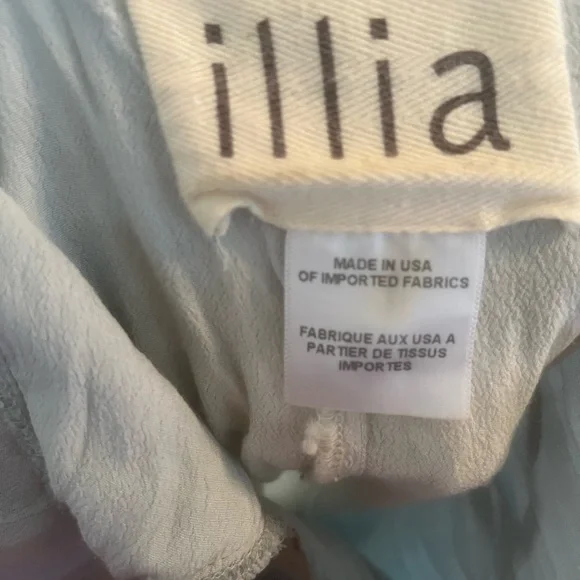 illia
MADE IN USA
OF IMPORTED FABRICS
FABRIQUE AUX USA A
PARTIER DE TISSUS
IMPORTES